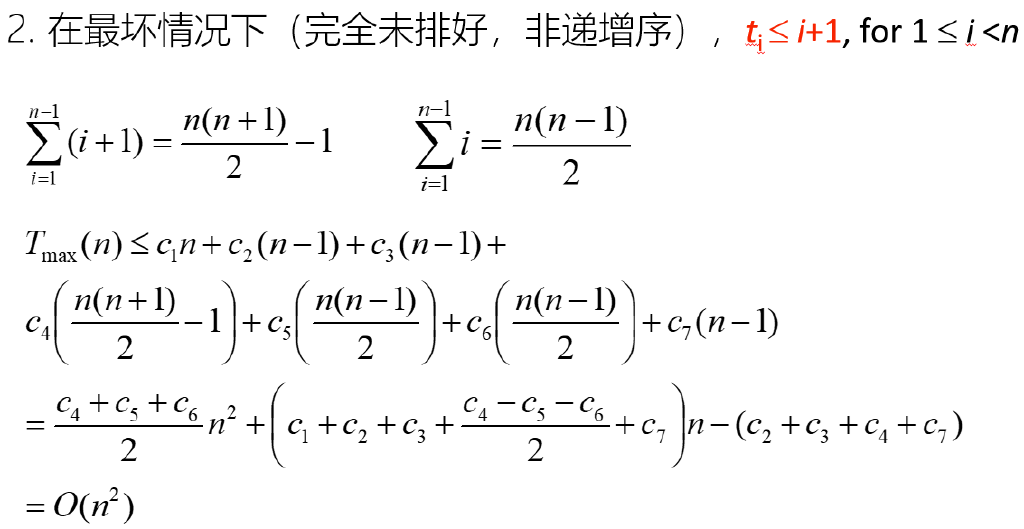 2. 在最坏情况下（完全未排好，非递增序），tᵢ ≤ i+1, for 1 ≤ i <n
\sum_{i=1}^{n-1}(i+1) = \frac{n(n+1)}{2} - 1    \sum_{i=1}^{n-1} i = \frac{n(n-1)}{2}
T_{max}(n) ≤ c_1 n + c_2(n-1) + c_3(n-1) +
c_4\left(\frac{n(n+1)}{2} - 1\right) + c_5\left(\frac{n(n-1)}{2}\right) + c_6\left(\frac{n(n-1)}{2}\right) + c_7(n-1)
= \frac{c_4 + c_5 + c_6}{2} n^2 + \left(c_1 + c_2 + c_3 + \frac{c_4 - c_5 - c_6}{2} + c_7\right) n - (c_2 + c_3 + c_4 + c_7)
= O(n^2)